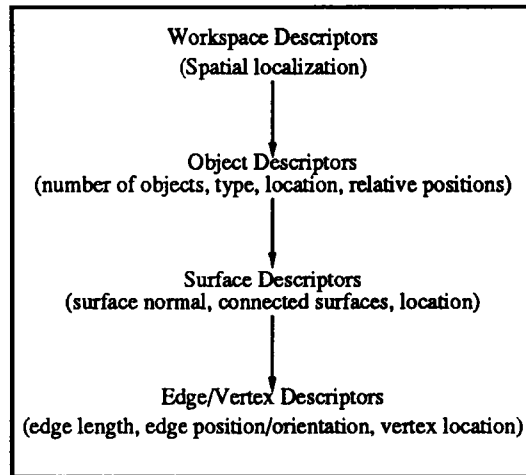 Workspace Descriptors
(Spatial localization)
Object Descriptors
(number of objects, type, location, relative positions)
Surface Descriptors
(surface normal, connected surfaces, location)
Edge/Vertex Descriptors
(edge length, edge position/orientation, vertex location)